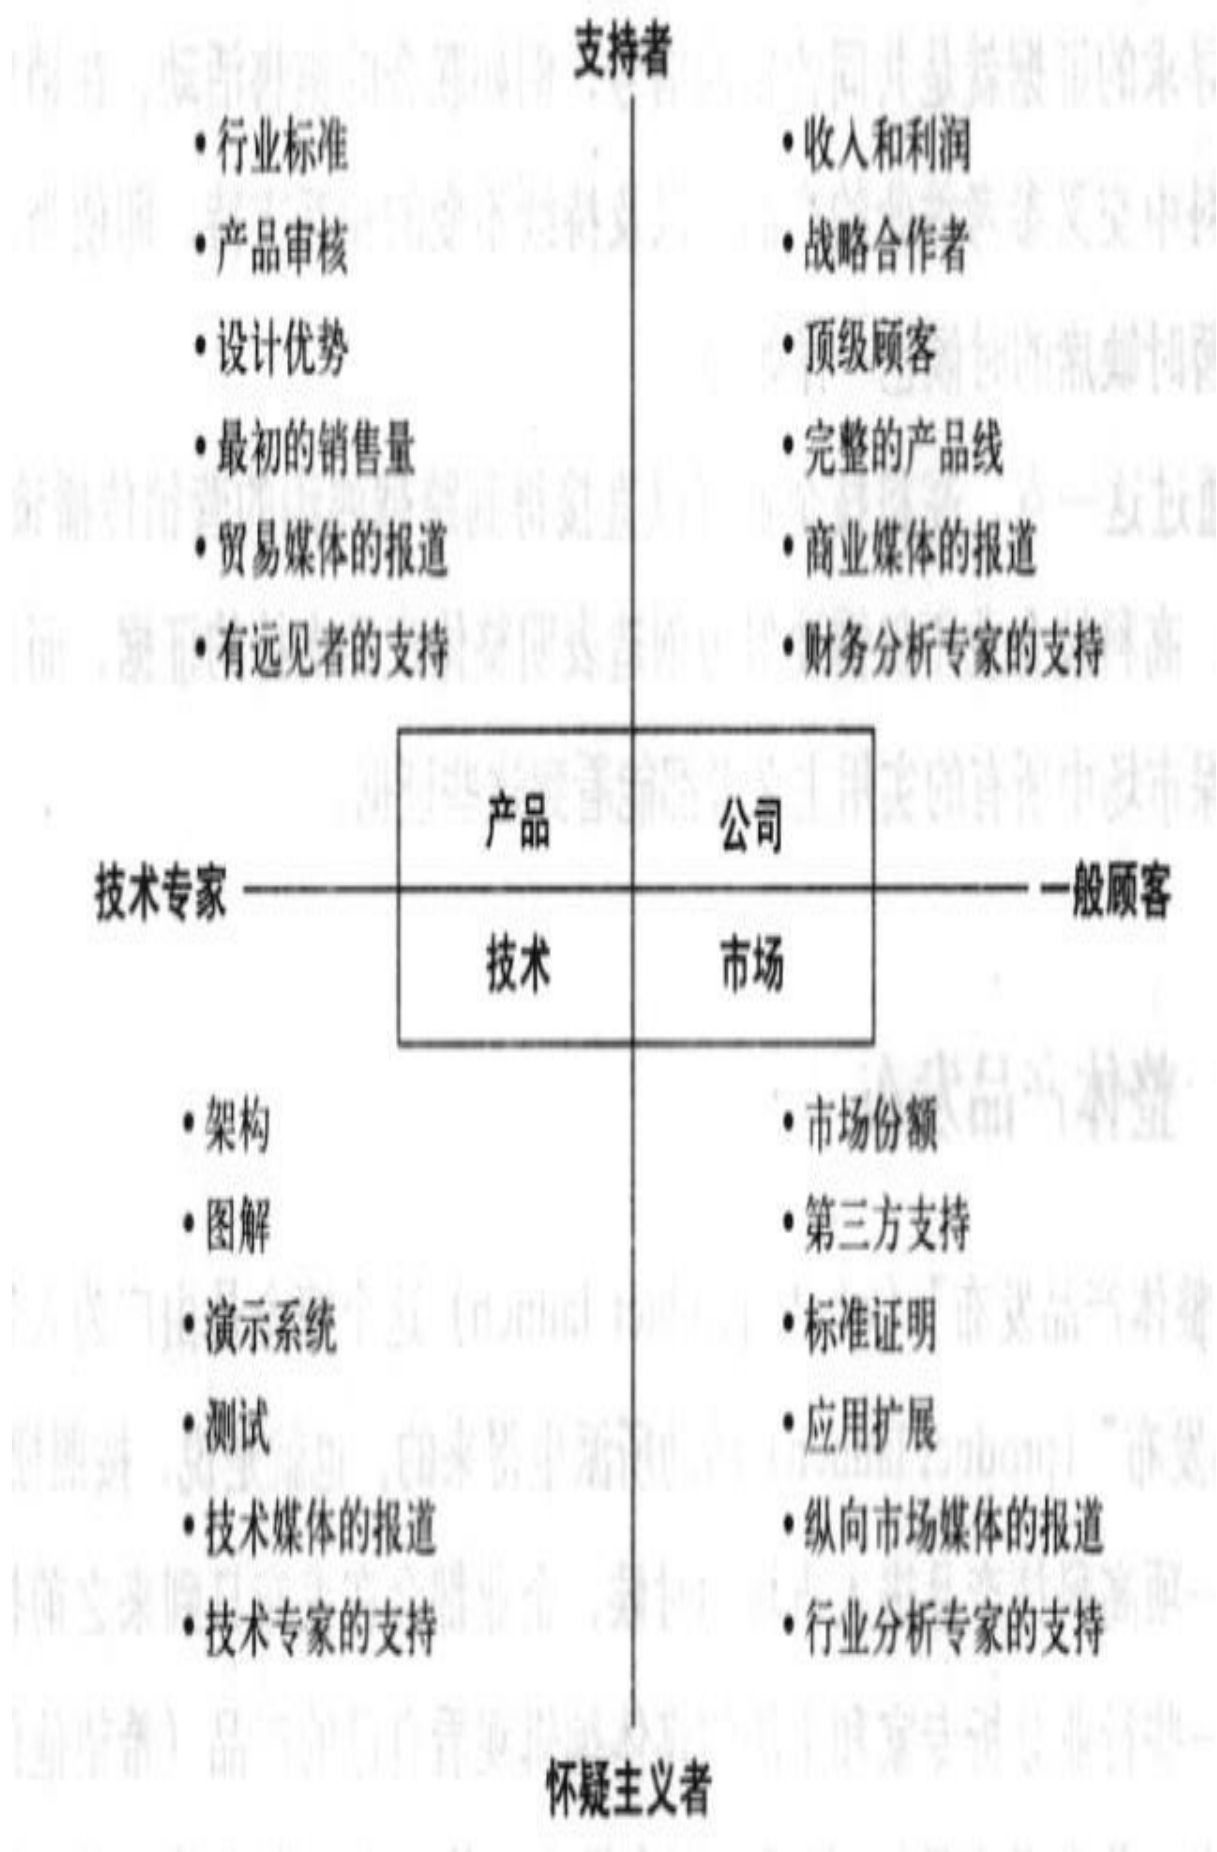 支持者
• 行业标准
• 产品审核
• 设计优势
• 最初的销售量
• 贸易媒体的报道
• 有远见者的支持
• 收入和利润
• 战略合作者
• 顶级顾客
• 完整的产品线
• 商业媒体的报道
• 财务分析专家的支持
产品
公司
技术专家
一般顾客
技术
市场
• 架构
• 图解
• 演示系统
• 测试
• 技术媒体的报道
• 技术专家的支持
• 市场份额
• 第三方支持
• 标准证明
• 应用扩展
• 纵向市场媒体的报道
• 行业分析专家的支持
怀疑主义者